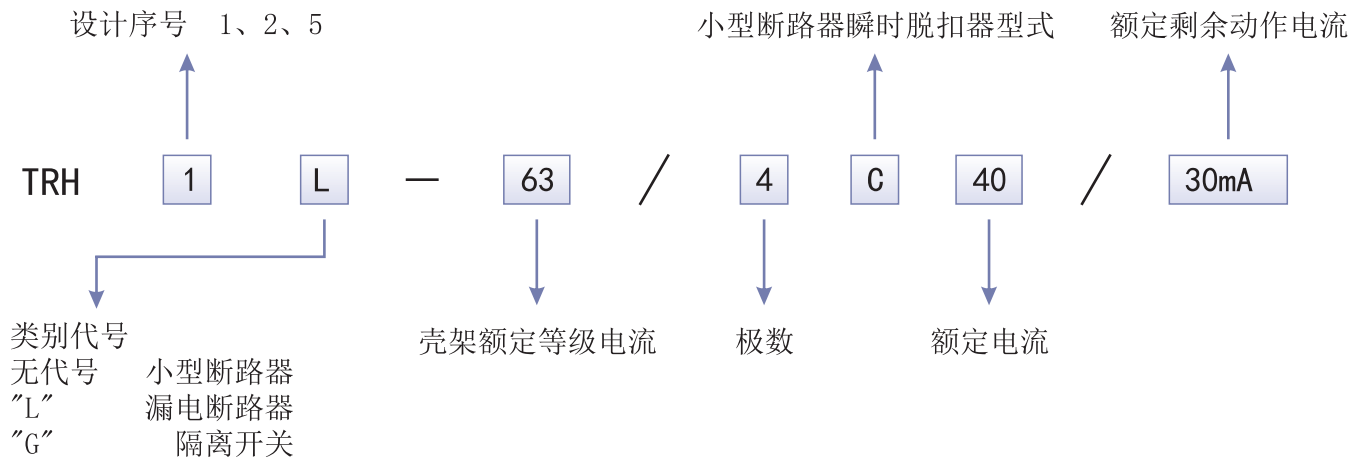 设计序号 1、2、5
小型断路器瞬时脱扣器型式
额定剩余动作电流
TRH 1 L — 63 / 4 C 40 / 30mA
类别代号
壳架额定等级电流
极数
额定电流
无代号 小型断路器
"L" 漏电断路器
"G" 隔离开关